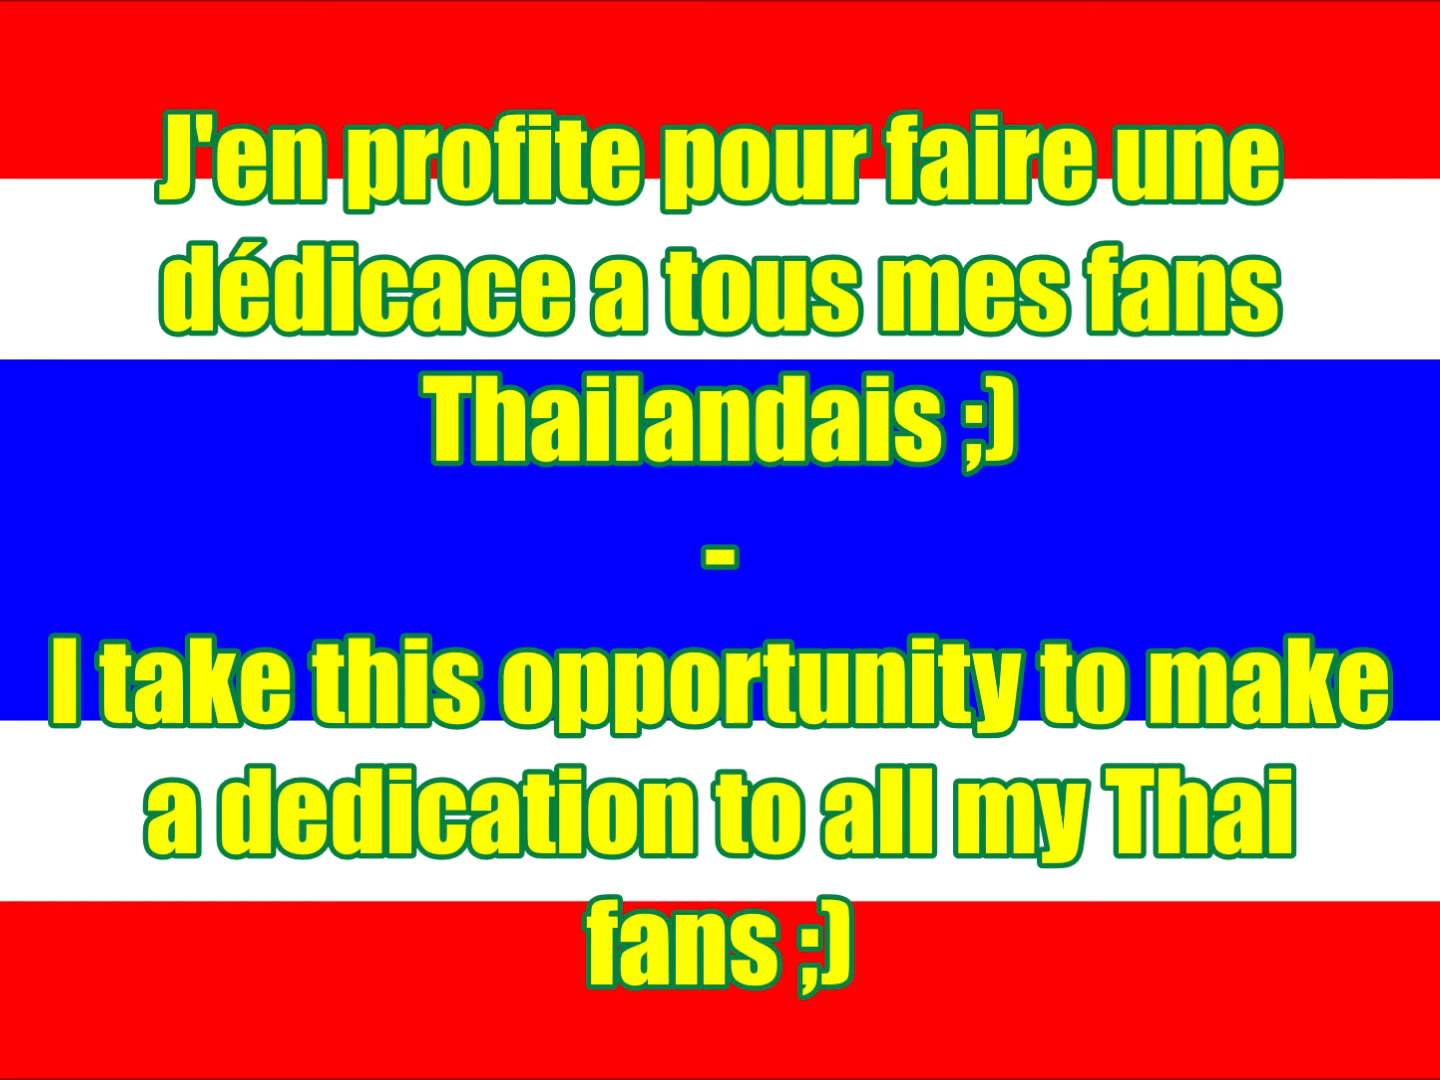 J'en profite pour faire une
dédicace a tous mes fans
Thailandais ;)
-
I take this opportunity to make
a dedication to all my Thai
fans ;)